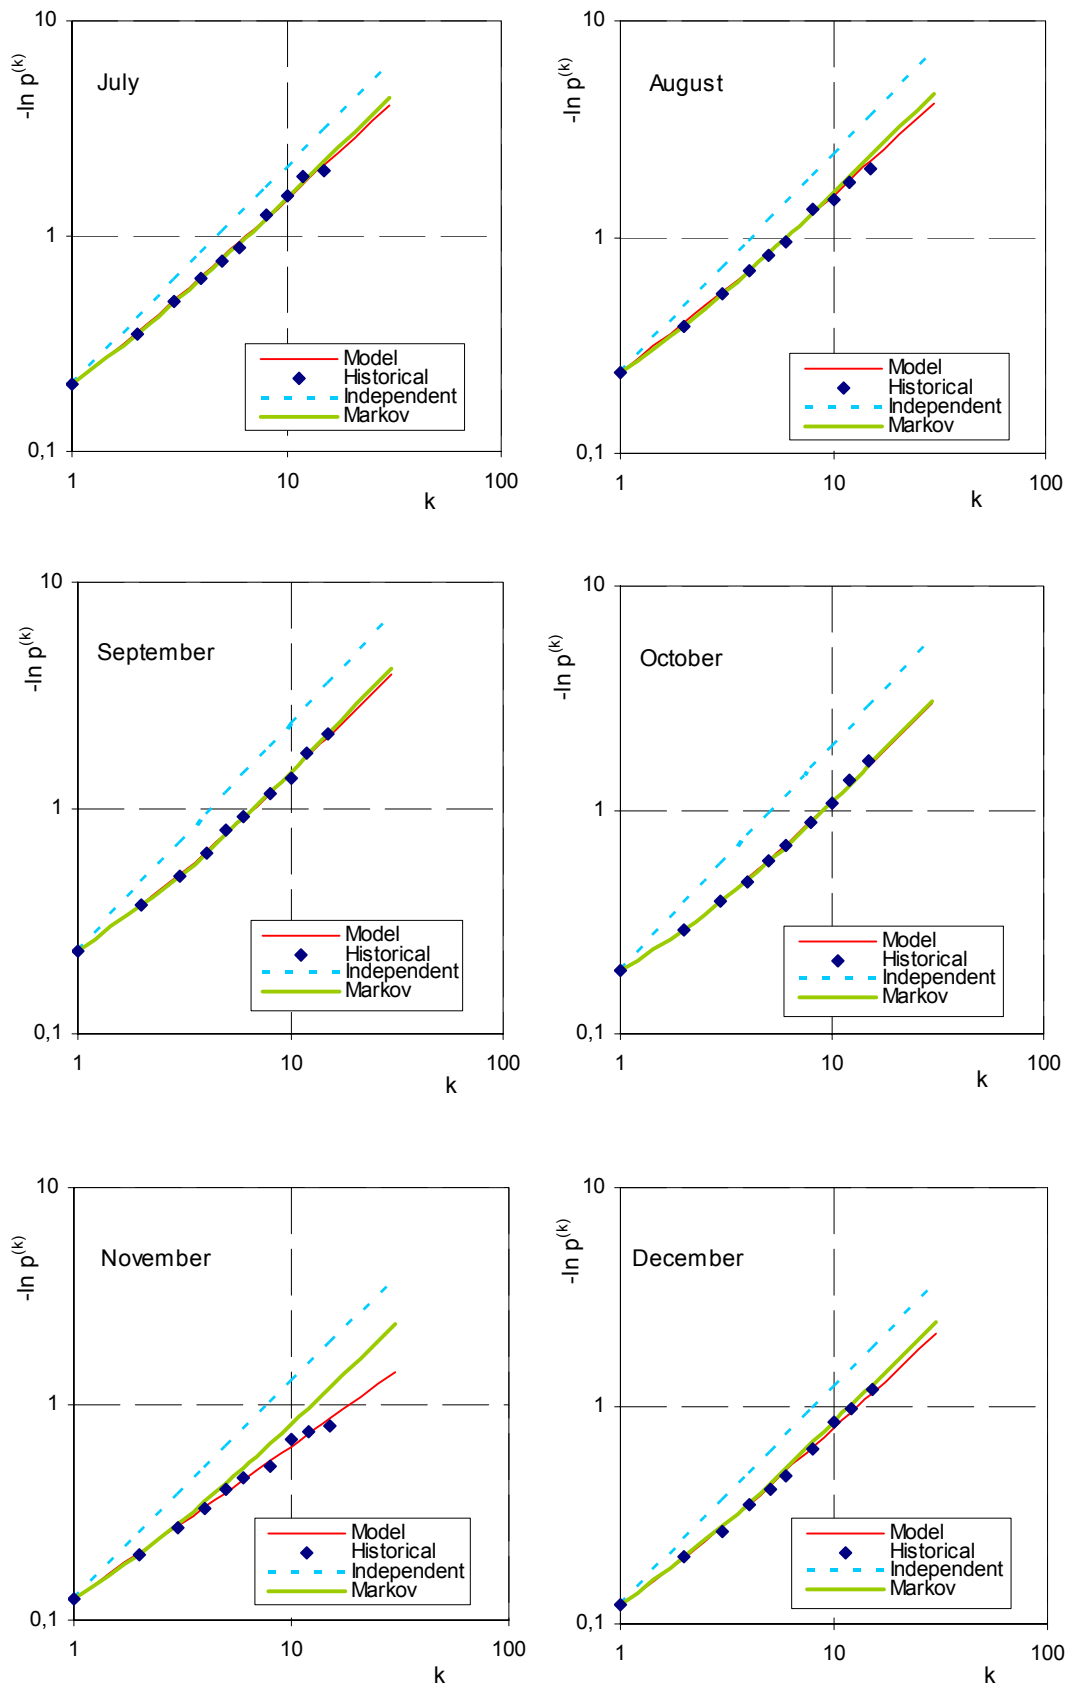 10
-ln p(k)
July
1
Model
Historical
Independent
Markov
0,1
1
10
100
k
10
-ln p(k)
August
1
Model
Historical
Independent
Markov
0,1
1
10
100
k
10
-ln p(k)
September
1
Model
Historical
Independent
Markov
0,1
1
10
100
k
10
-ln p(k)
October
1
Model
Historical
Independent
Markov
0,1
1
10
100
k
10
-ln p(k)
November
1
Model
Historical
Independent
Markov
0,1
1
10
100
k
10
-ln p(k)
December
1
Model
Historical
Independent
Markov
0,1
1
10
100
k